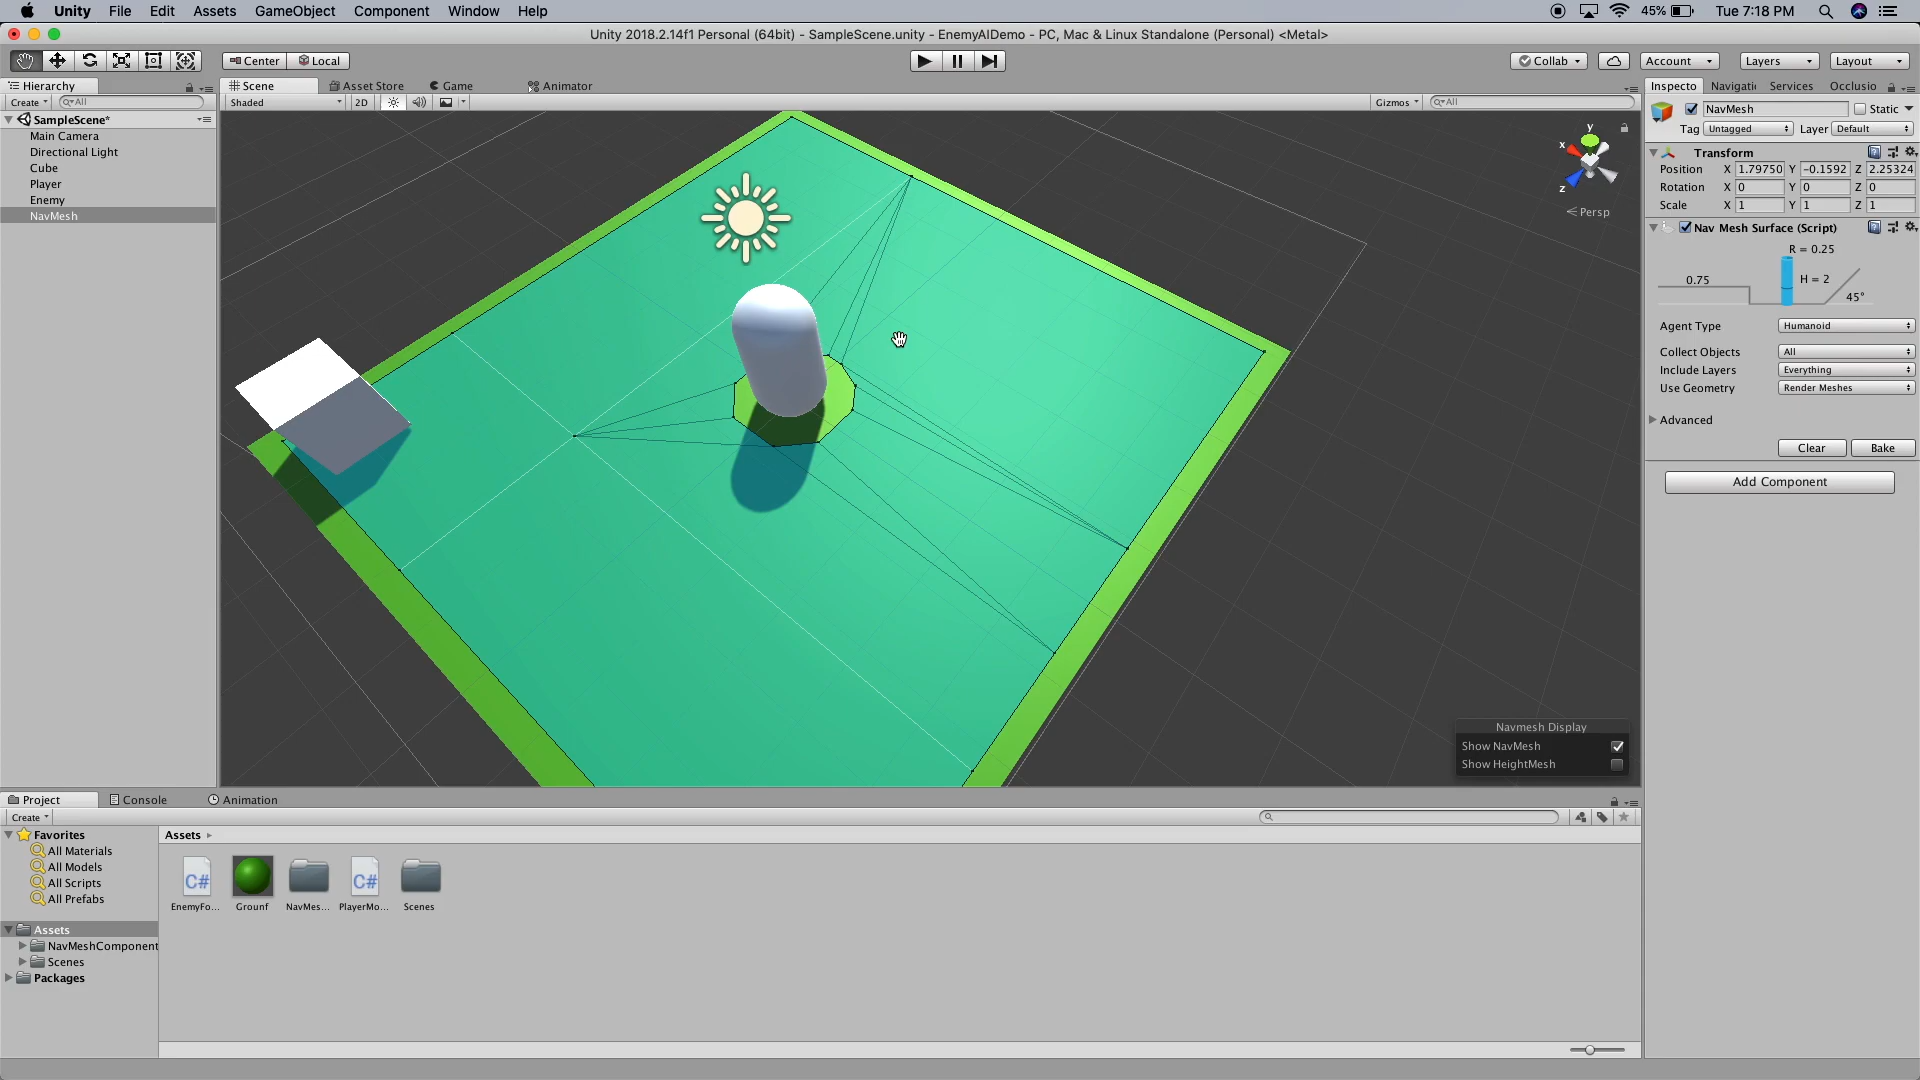 Unity File Edit Assets GameObject Component Window Help 45% Tue 7:18 PM
Unity 2018.2.14f1 Personal (64bit) - SampleScene.unity - EnemyAIDemo - PC, Mac & Linux Standalone (Personal) <Metal>
Center Local Collab Account Layers Layout
Hierarchy Scene Asset Store Game Animator Inspecto Navigati Services Occlusio
Create All Shaded 2D Gizmos All
SampleScene*
Main Camera
Directional Light
Cube
Player
Enemy
NavMesh
y
x
z
Persp
NavMesh Static
Tag Untagged Layer Default
Transform
Position X 1.79750 Y -0.1592 Z 2.25324
Rotation X 0 Y 0 Z 0
Scale X 1 Y 1 Z 1
Nav Mesh Surface (Script)
R = 0.25
0.75 H = 2
45°
Agent Type Humanoid
Collect Objects All
Include Layers Everything
Use Geometry Render Meshes
Advanced
Clear Bake
Add Component
Navmesh Display
Show NavMesh
Show HeightMesh
Project Console Animation
Create
Favorites
All Materials
All Models
All Scripts
All Prefabs
Assets
NavMeshComponent
Scenes
Packages
Assets
C# C#
EnemyFo... Grounf NavMes... PlayerMo... Scenes